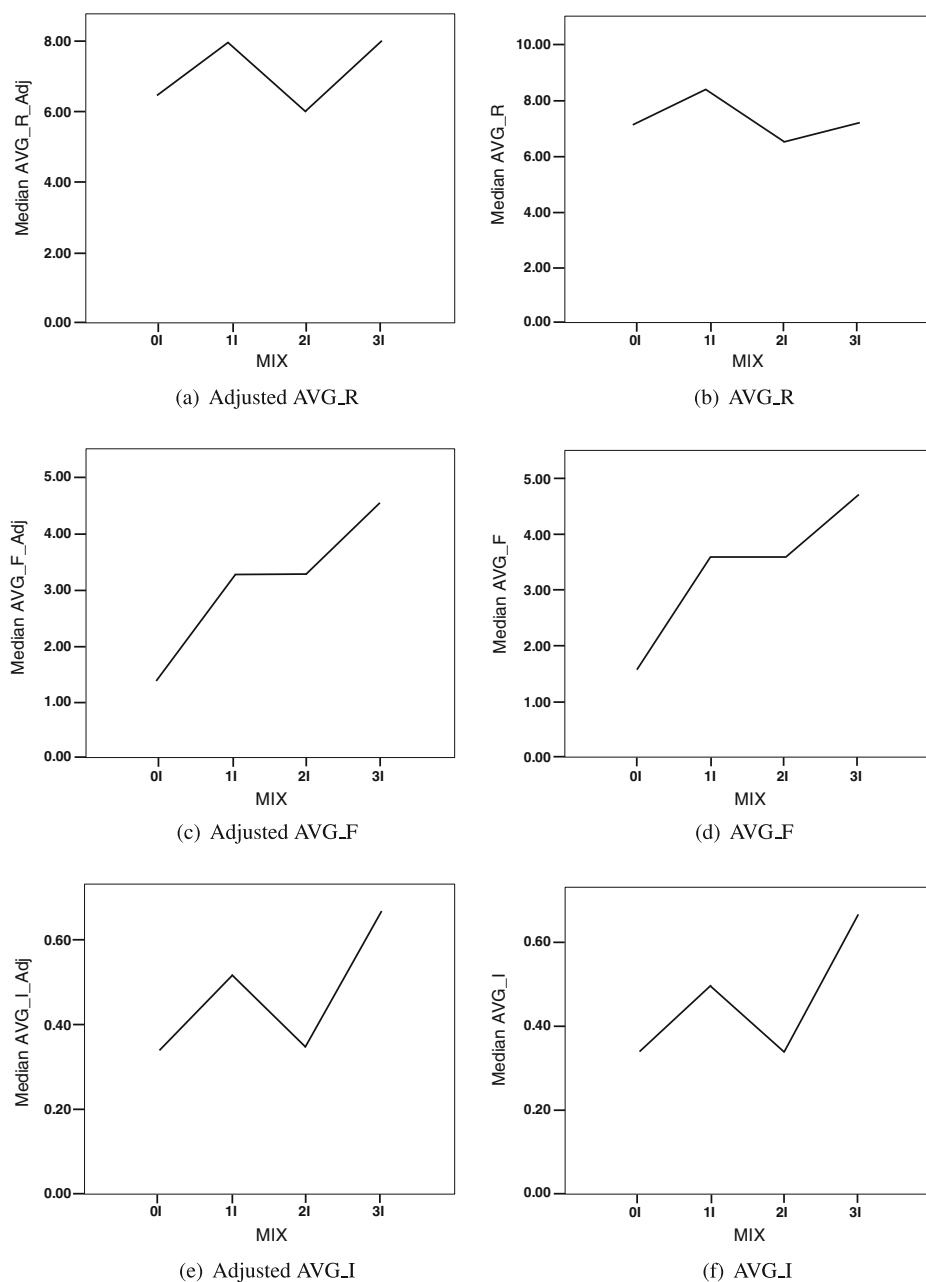 Median AVG_R_Adj
8.00
6.00
4.00
2.00
0.00
0I 1I 2I 3I
MIX
(a) Adjusted AVG_R
Median AVG_R
10.00
8.00
6.00
4.00
2.00
0.00
0I 1I 2I 3I
MIX
(b) AVG_R
Median AVG_F_Adj
5.00
4.00
3.00
2.00
1.00
0.00
0I 1I 2I 3I
MIX
(c) Adjusted AVG_F
Median AVG_F
5.00
4.00
3.00
2.00
1.00
0.00
0I 1I 2I 3I
MIX
(d) AVG_F
Median AVG_I_Adj
0.60
0.40
0.20
0.00
0I 1I 2I 3I
MIX
(e) Adjusted AVG_I
Median AVG_I
0.60
0.40
0.20
0.00
0I 1I 2I 3I
MIX
(f) AVG_I